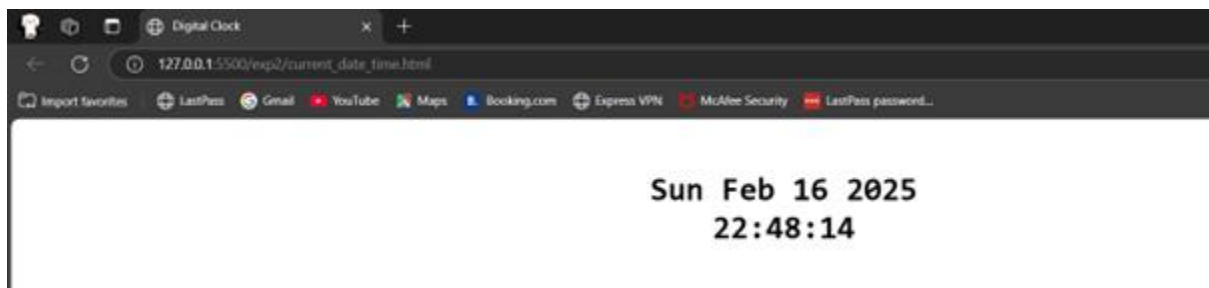 Digital Clock
127.0.0.1:5500/exp2/current_date_time.html
Import favorites LastPass Gmail YouTube Maps Booking.com Express VPN McAfee Security LastPass password...
Sun Feb 16 2025
22:48:14